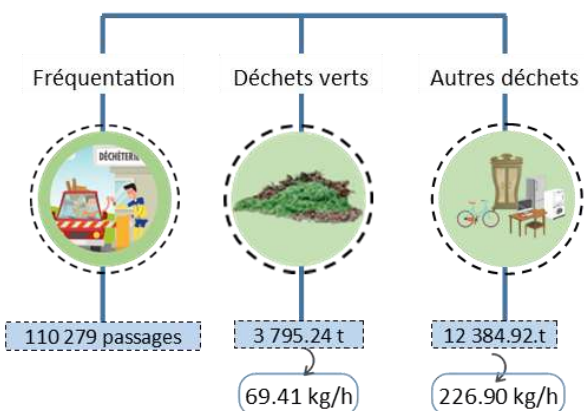 Fréquentation
Déchets verts
Autres déchets
DÉCHÈTERIE
110 279 passages
3 795.24 t
12 384.92.t
69.41 kg/h
226.90 kg/h